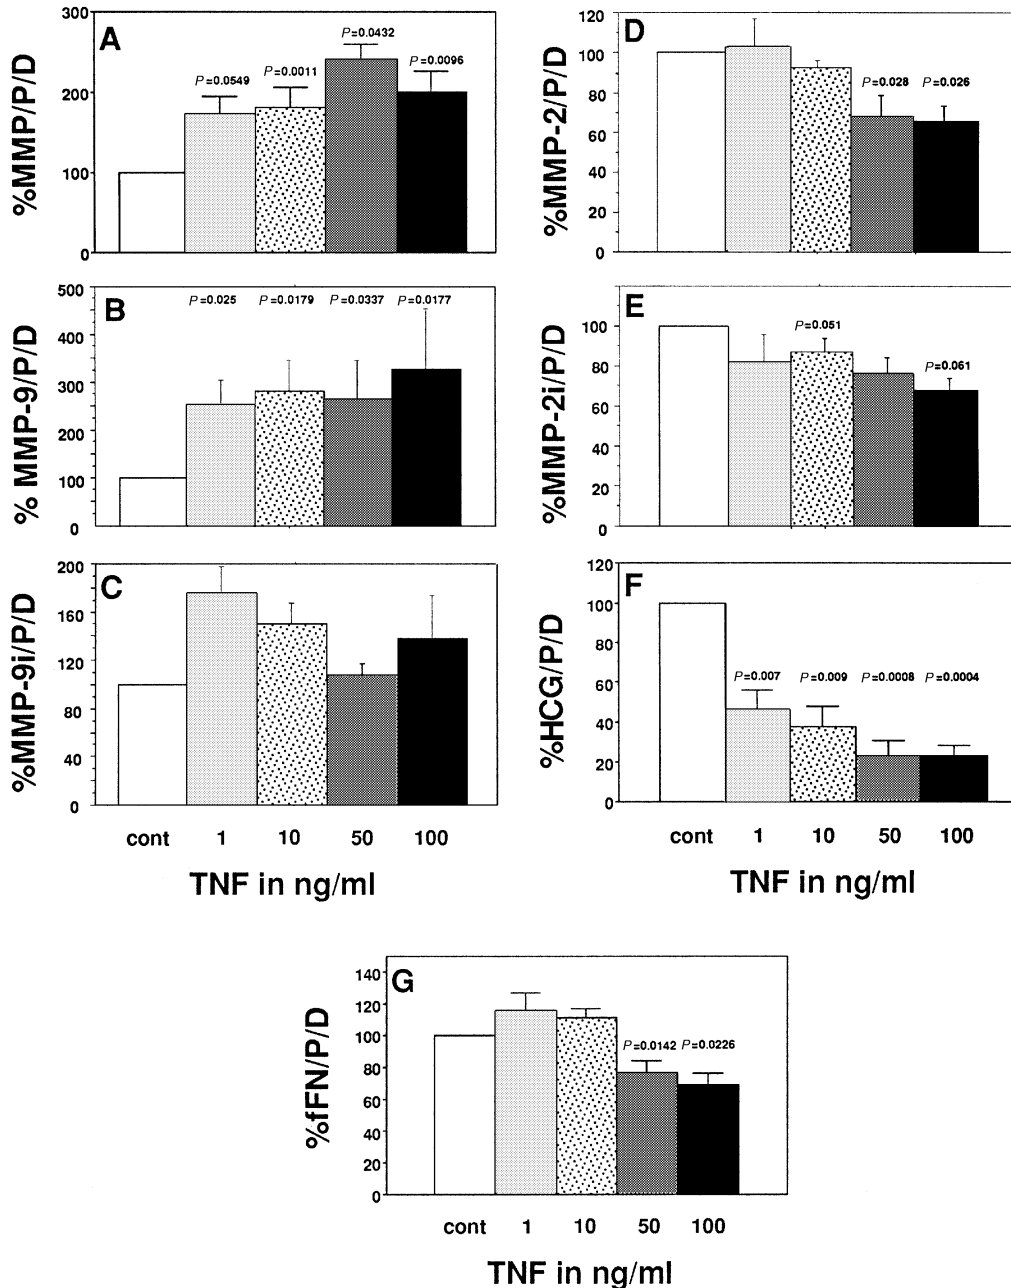 A
%MMP/P/D
300
200
100
0
P=0.0549
P=0.0011
P=0.0432
P=0.0096
B
% MMP-9/P/D
500
400
300
200
100
0
P=0.025
P=0.0179
P=0.0337
P=0.0177
C
%MMP-9i/P/D
200
160
120
80
40
0
cont 1 10 50 100
TNF in ng/ml
D
%MMP-2/P/D
120
100
80
60
40
20
0
P=0.028
P=0.026
E
%MMP-2i/P/D
100
80
60
40
20
0
P=0.051
P=0.061
F
%HCG/P/D
120
100
80
60
40
20
0
P=0.007
P=0.009
P=0.0008
P=0.0004
cont 1 10 50 100
TNF in ng/ml
G
%fFN/P/D
140
120
100
80
60
40
20
0
P=0.0142
P=0.0226
cont 1 10 50 100
TNF in ng/ml